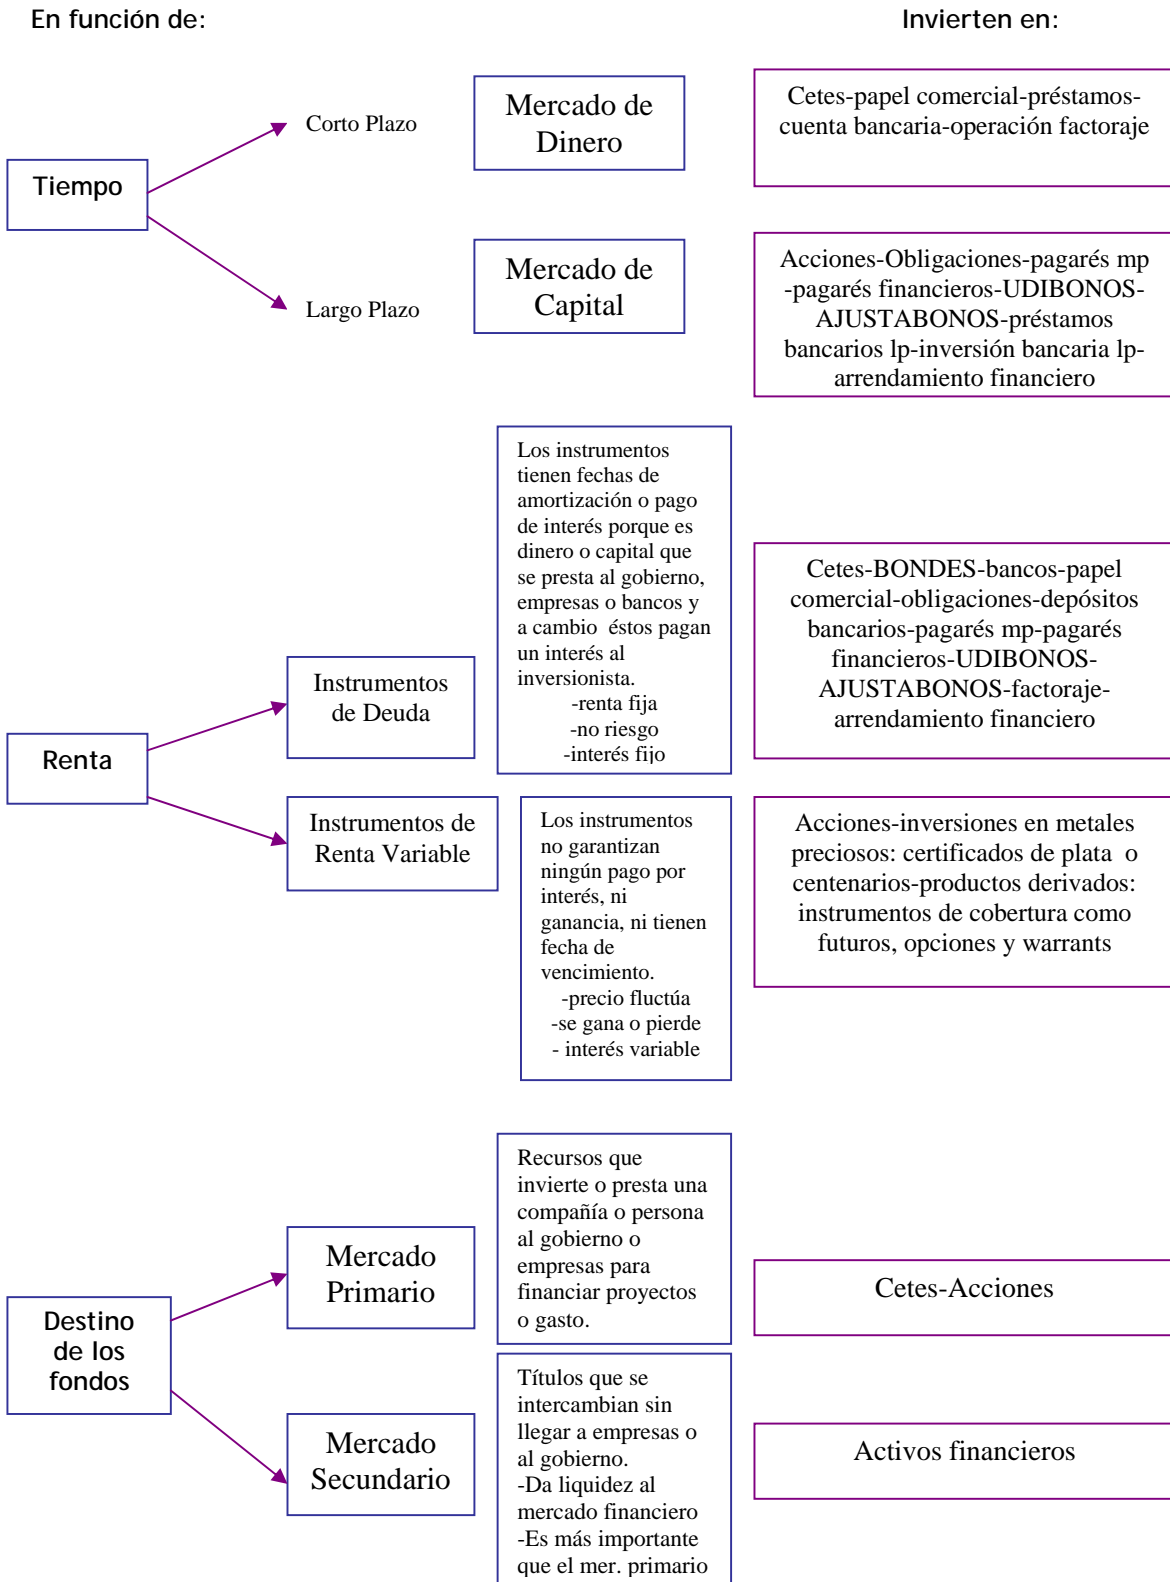 En función de:
Invierten en:
Tiempo
Corto Plazo
Mercado de
Dinero
Cetes-papel comercial-préstamos-
cuenta bancaria-operación factoraje
Largo Plazo
Mercado de
Capital
Acciones-Obligaciones-pagarés mp
-pagarés financieros-UDIBONOS-
AJUSTABONOS-préstamos
bancarios lp-inversión bancaria lp-
arrendamiento financiero
Renta
Instrumentos
de Deuda
Los instrumentos
tienen fechas de
amortización o pago
de interés porque es
dinero o capital que
se presta al gobierno,
empresas o bancos y
a cambio éstos pagan
un interés al
inversionista.
-renta fija
-no riesgo
-interés fijo
Cetes-BONDES-bancos-papel
comercial-obligaciones-depósitos
bancarios-pagarés mp-pagarés
financieros-UDIBONOS-
AJUSTABONOS-factoraje-
arrendamiento financiero
Instrumentos de
Renta Variable
Los instrumentos
no garantizan
ningún pago por
interés, ni
ganancia, ni tienen
fecha de
vencimiento.
-precio fluctúa
-se gana o pierde
- interés variable
Acciones-inversiones en metales
preciosos: certificados de plata o
centenarios-productos derivados:
instrumentos de cobertura como
futuros, opciones y warrants
Destino
de los
fondos
Mercado
Primario
Recursos que
invierte o presta una
compañía o persona
al gobierno o
empresas para
financiar proyectos
o gasto.
Cetes-Acciones
Mercado
Secundario
Títulos que se
intercambian sin
llegar a empresas o
al gobierno.
-Da liquidez al
mercado financiero
-Es más importante
que el mer. primario
Activos financieros